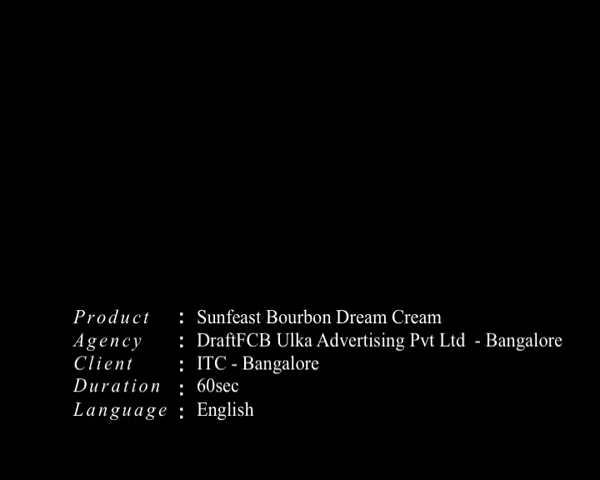 Product : Sunfeast Bourbon Dream Cream
Agency : DraftFCB Ulka Advertising Pvt Ltd - Bangalore
Client : ITC - Bangalore
Duration : 60sec
Language : English